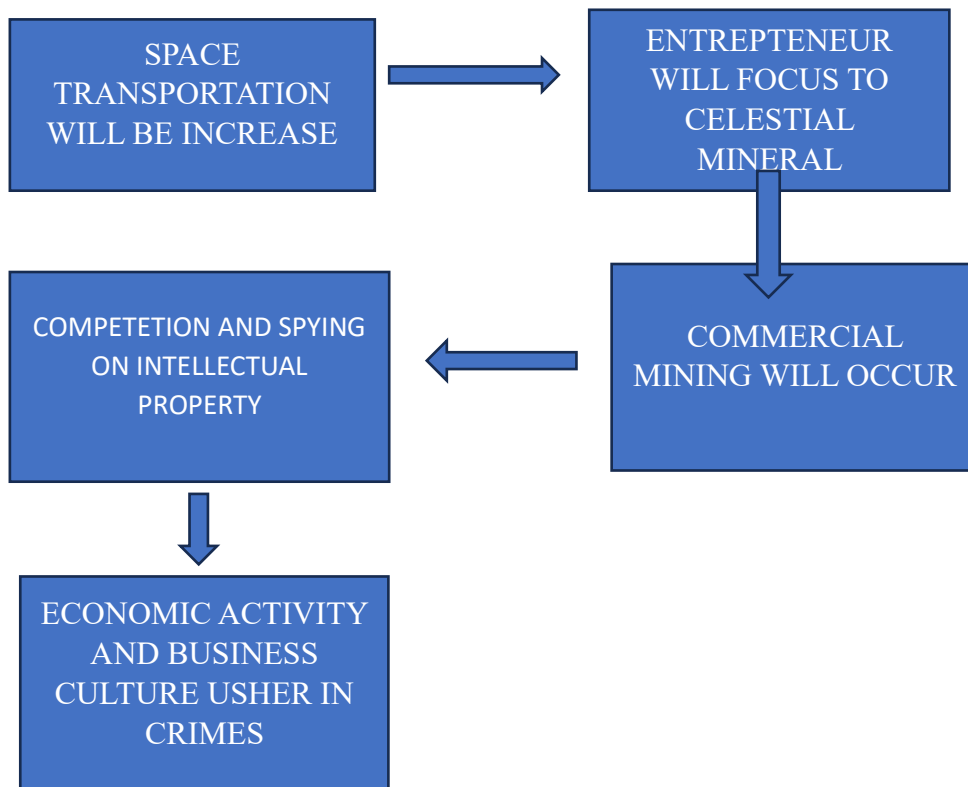 SPACE
TRANSPORTATION
WILL BE INCREASE
ENTREPTENEUR
WILL FOCUS TO
CELESTIAL
MINERAL
COMMERCIAL
MINING WILL OCCUR
COMPETETION AND SPYING
ON INTELLECTUAL
PROPERTY
ECONOMIC ACTIVITY
AND BUSINESS
CULTURE USHER IN
CRIMES